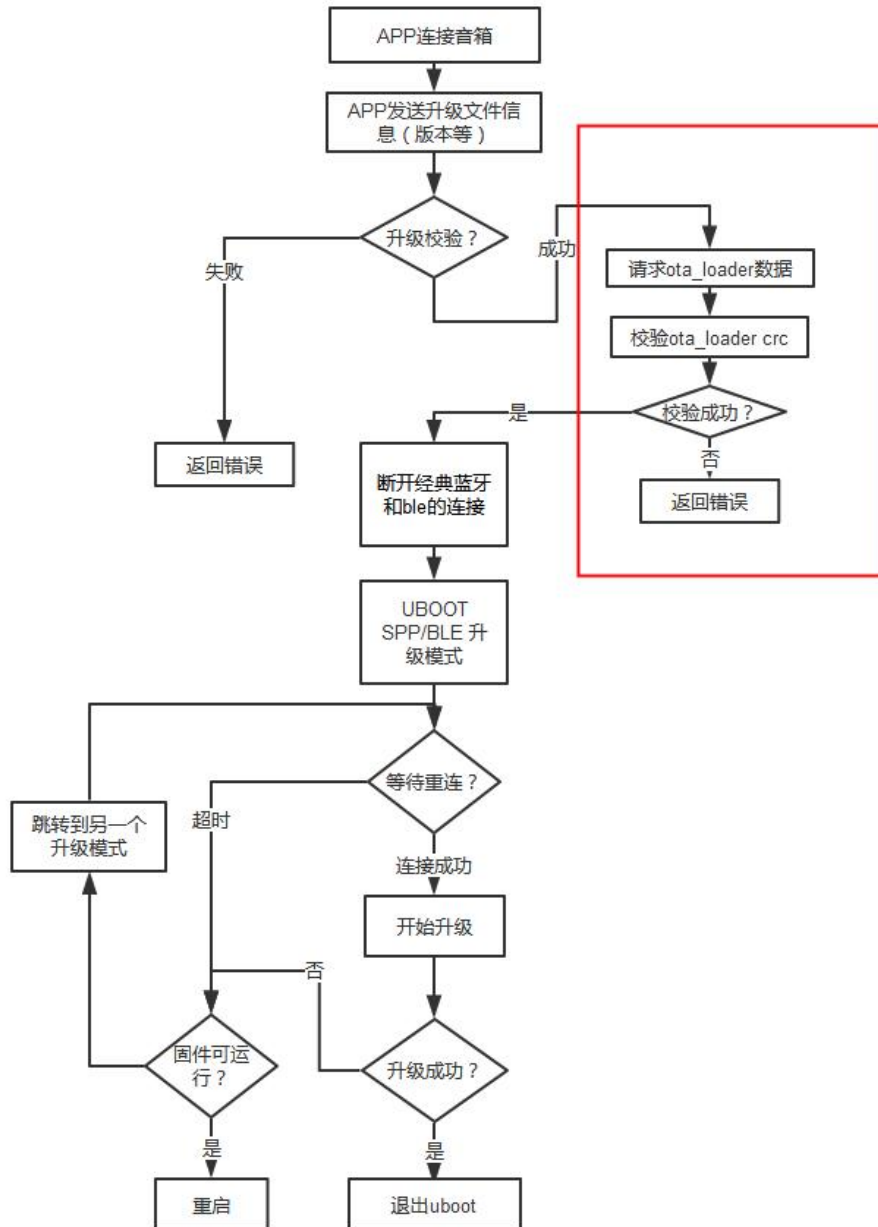 APP连接音箱
APP发送升级文件信
息（版本等）
升级校验？
失败
成功
请求ota_loader数据
校验ota_loader crc
校验成功？
是
否
返回错误
返回错误
断开经典蓝牙
和ble的连接
UBOOT
SPP/BLE 升
级模式
等待重连？
超时
跳转到另一个
升级模式
连接成功
开始升级
否
固件可运
行？
升级成功？
是
是
重启
退出uboot